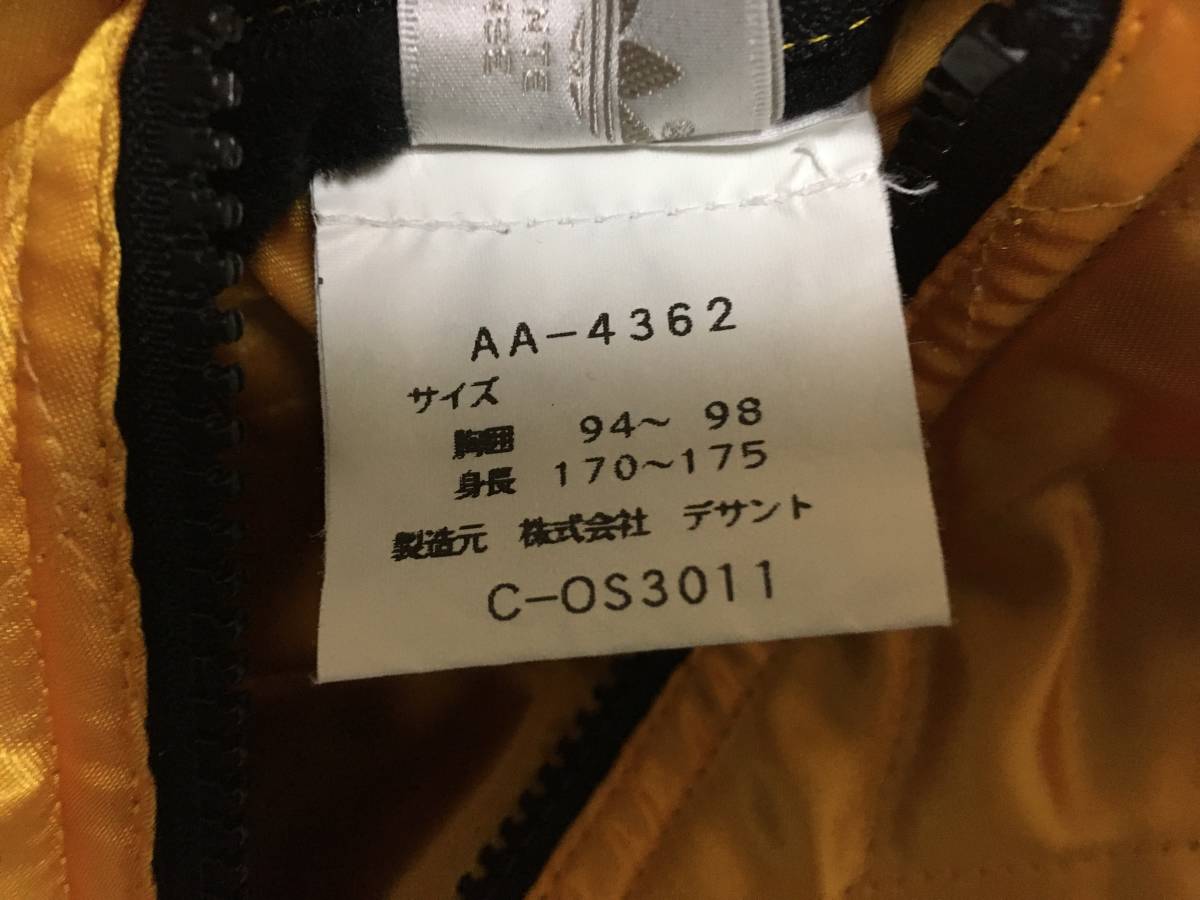 AA-4362
サイズ
胸囲 94~ 98
身長 170~175
製造元 株式会社 デサント
C-OS3011